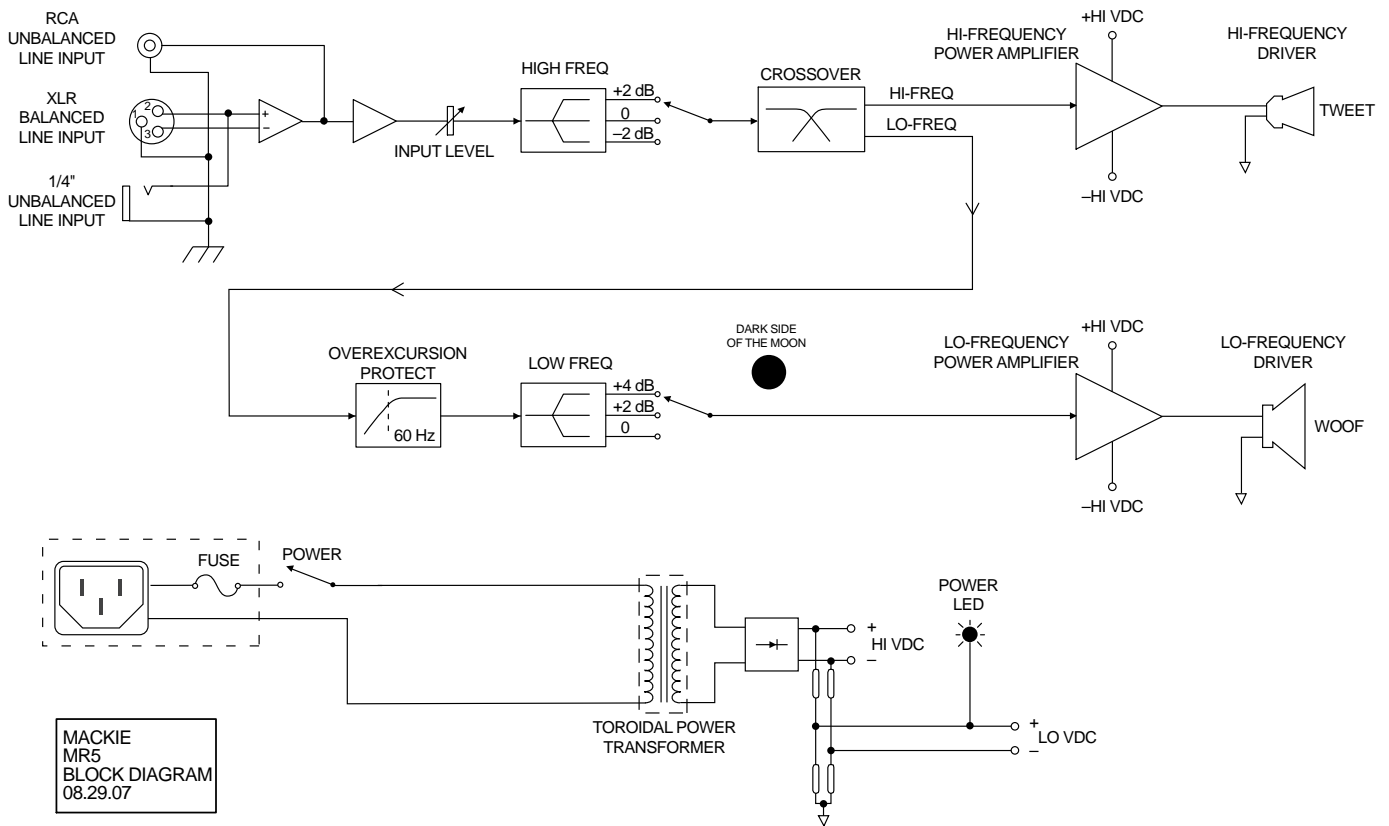 RCA
UNBALANCED
LINE INPUT
XLR
BALANCED
LINE INPUT
2
1
3
+
−
1/4"
UNBALANCED
LINE INPUT
INPUT LEVEL
HIGH FREQ
+2 dB
0
–2 dB
CROSSOVER
HI-FREQ
LO-FREQ
HI-FREQUENCY
POWER AMPLIFIER
+HI VDC
–HI VDC
HI-FREQUENCY
DRIVER
TWEET
OVEREXCURSION
PROTECT
60 Hz
LOW FREQ
+4 dB
+2 dB
0
DARK SIDE
OF THE MOON
LO-FREQUENCY
POWER AMPLIFIER
+HI VDC
–HI VDC
LO-FREQUENCY
DRIVER
WOOF
FUSE
POWER
TOROIDAL POWER
TRANSFORMER
+
HI VDC
–
POWER
LED
+
LO VDC
–
MACKIE
MR5
BLOCK DIAGRAM
08.29.07